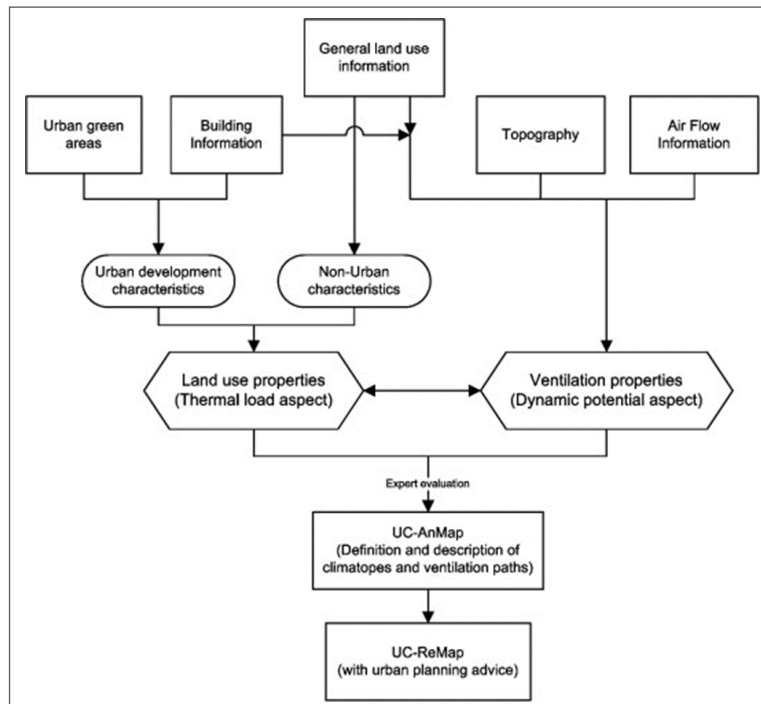 General land use
information
Urban green
areas
Building
Information
Topography
Air Flow
Information
Urban development
characteristics
Non-Urban
characteristics
Land use properties
(Thermal load aspect)
Ventilation properties
(Dynamic potential aspect)
Expert evaluation
UC-AnMap
(Definition and description of
climatopes and ventilation paths)
UC-ReMap
(with urban planning advice)